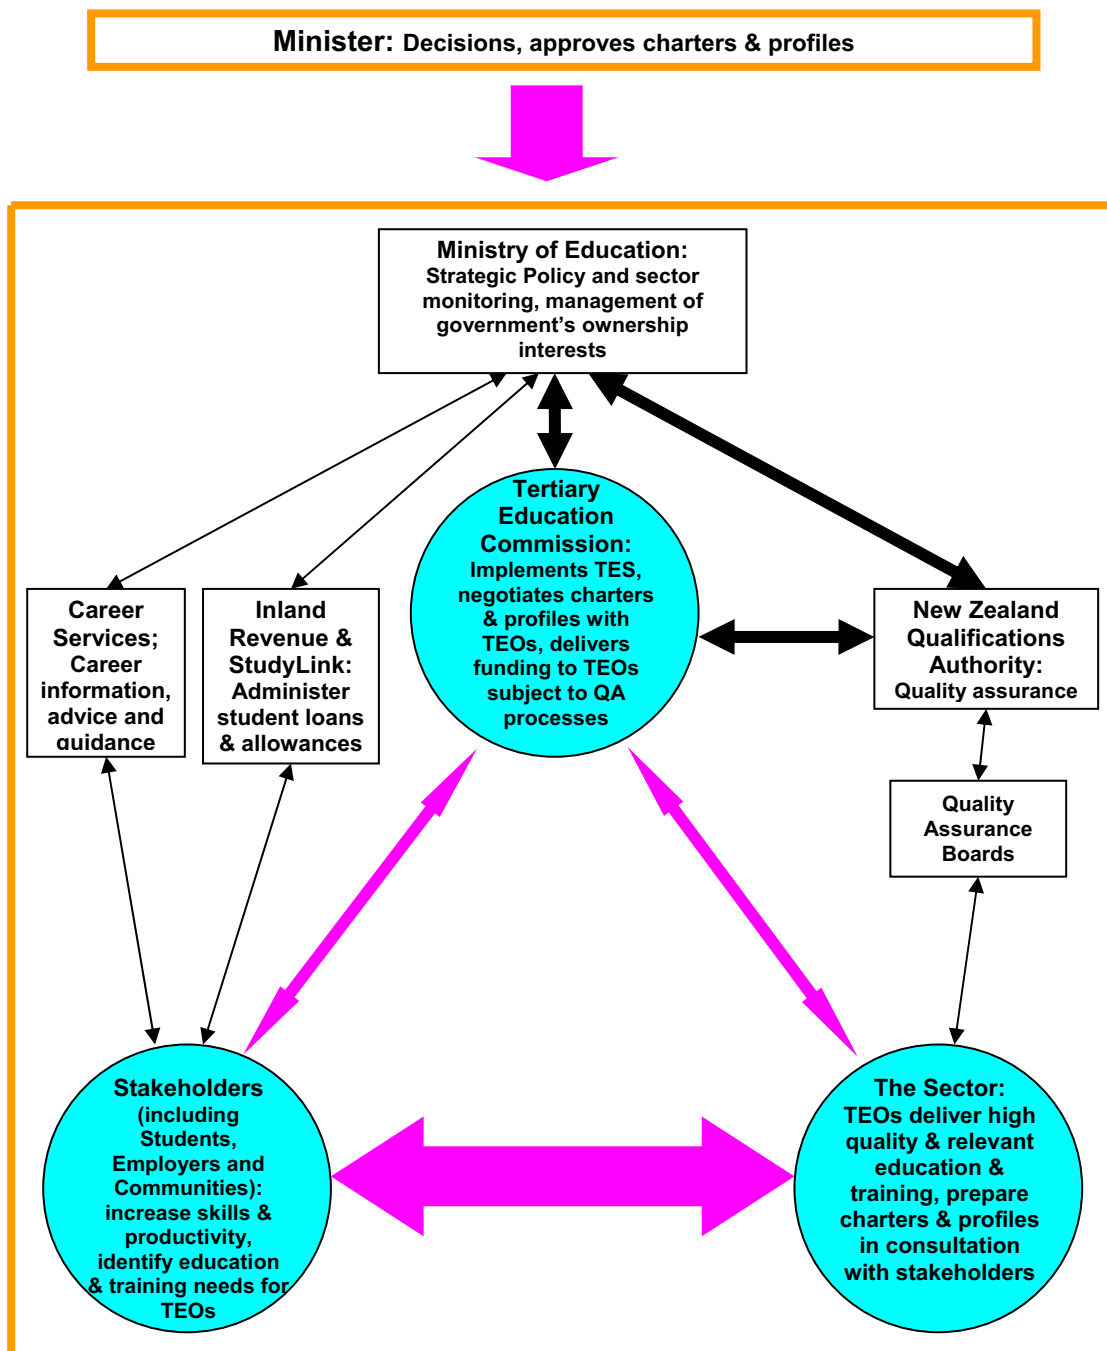 Minister: Decisions, approves charters & profiles
Ministry of Education:
Strategic Policy and sector
monitoring, management of
government’s ownership
interests
Tertiary
Education
Commission:
Implements TES,
negotiates charters
& profiles with
TEOs, delivers
funding to TEOs
subject to QA
processes
Career
Services;
Career
information,
advice and
guidance
Inland
Revenue &
StudyLink:
Administer
student loans
& allowances
New Zealand
Qualifications
Authority:
Quality assurance
Quality
Assurance
Boards
Stakeholders
(including
Students,
Employers and
Communities):
increase skills &
productivity,
identify education
& training needs for
TEOs
The Sector:
TEOs deliver high
quality & relevant
education &
training, prepare
charters & profiles
in consultation
with stakeholders